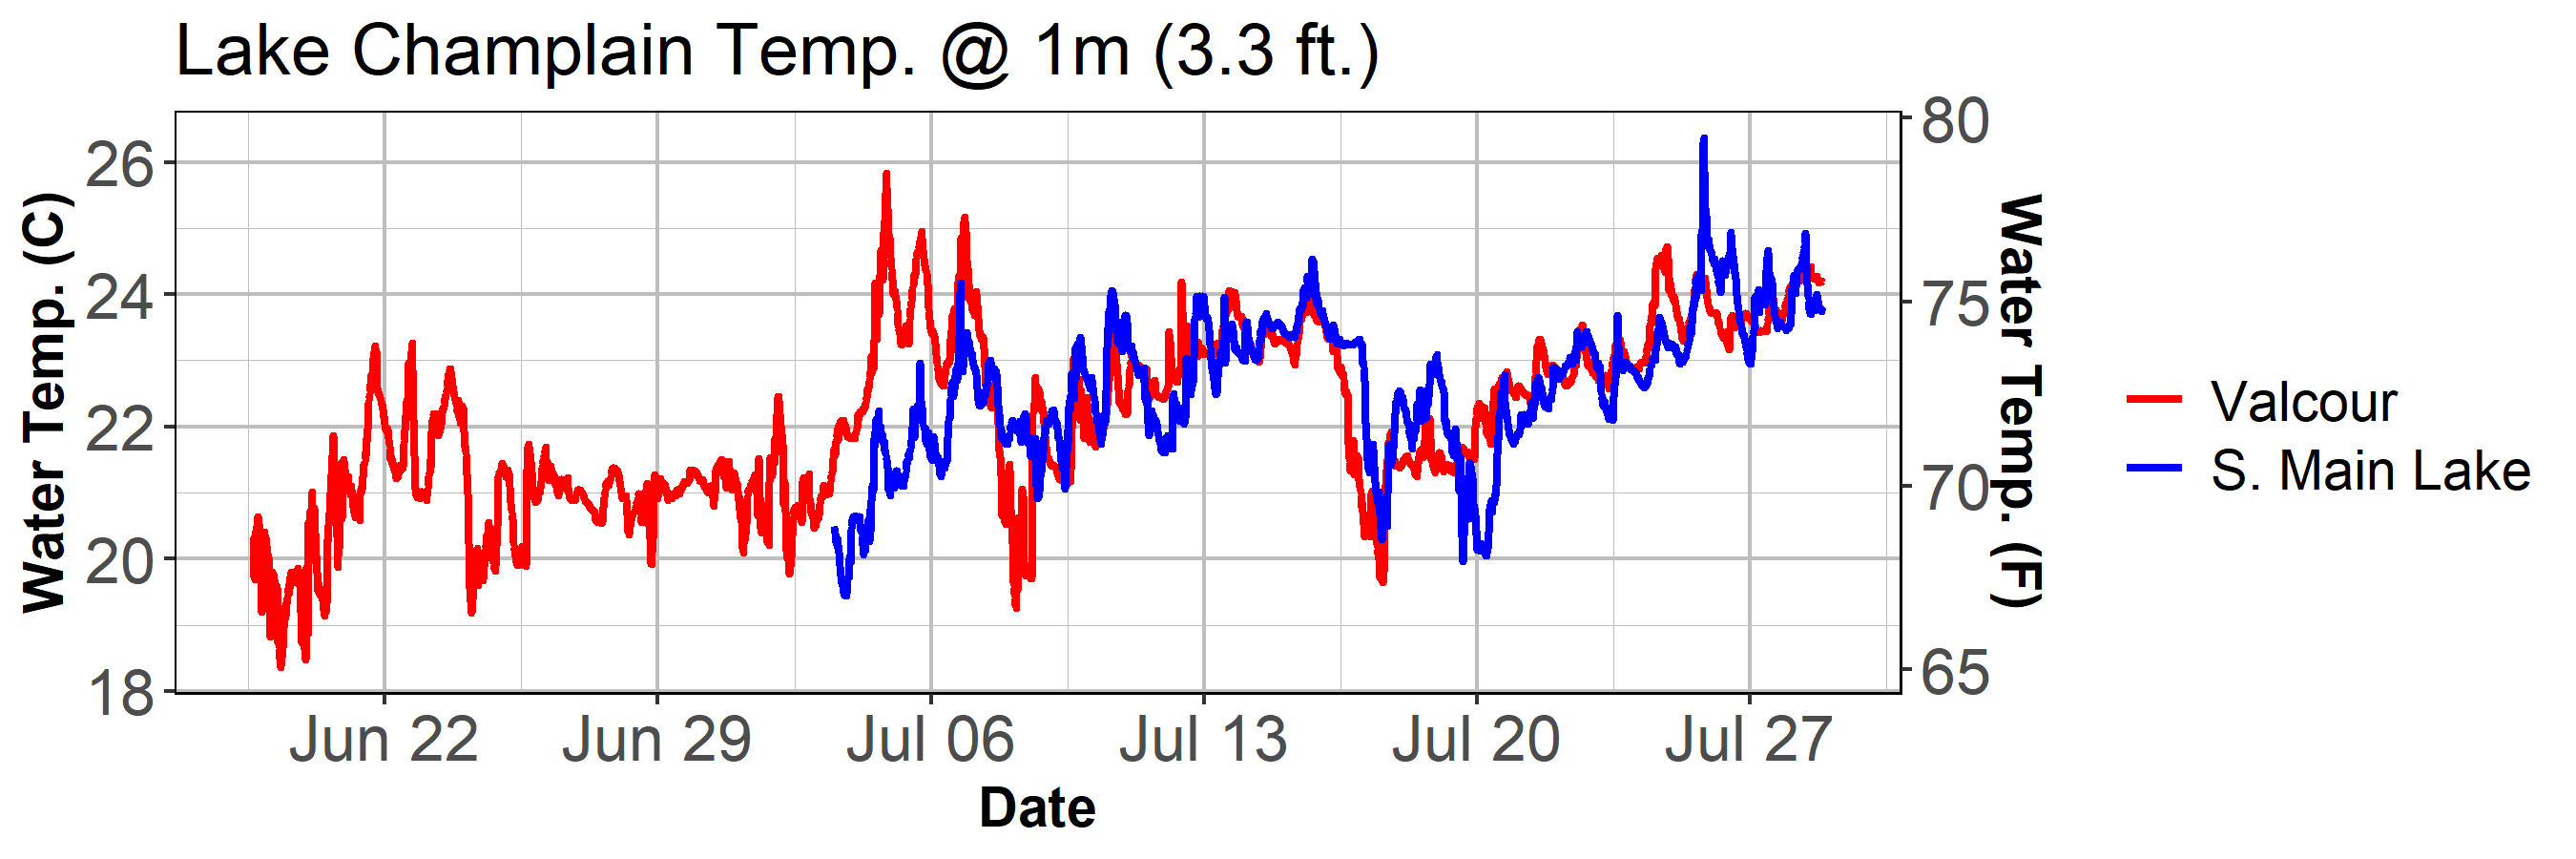 Lake Champlain Temp. @ 1m (3.3 ft.)
Water Temp. (C)
26
24
22
20
18
80
75
70
65
Water Temp. (F)
Jun 22
Jun 29
Jul 06
Jul 13
Jul 20
Jul 27
Date
Valcour
S. Main Lake